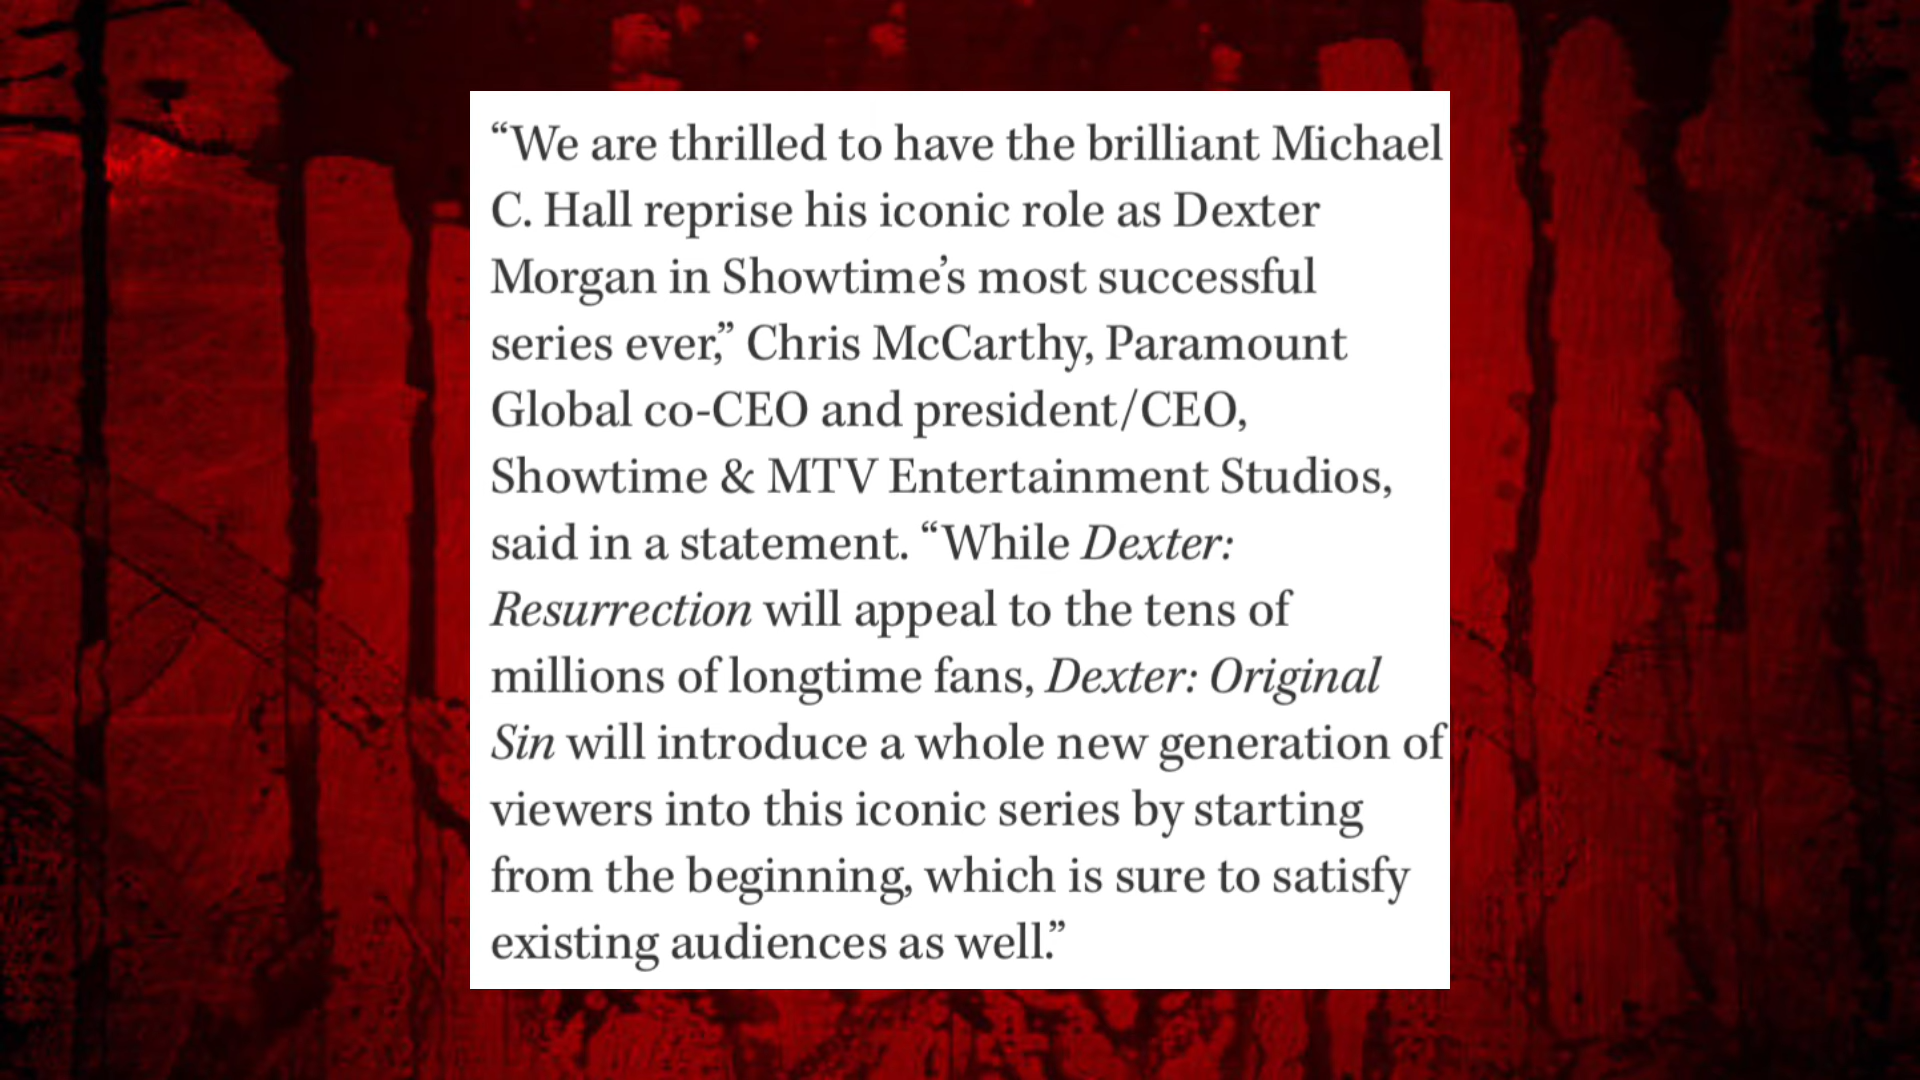 “We are thrilled to have the brilliant Michael
C. Hall reprise his iconic role as Dexter
Morgan in Showtime’s most successful
series ever,” Chris McCarthy, Paramount
Global co-CEO and president/CEO,
Showtime & MTV Entertainment Studios,
said in a statement. “While Dexter:
Resurrection will appeal to the tens of
millions of longtime fans, Dexter: Original
Sin will introduce a whole new generation of
viewers into this iconic series by starting
from the beginning, which is sure to satisfy
existing audiences as well.”